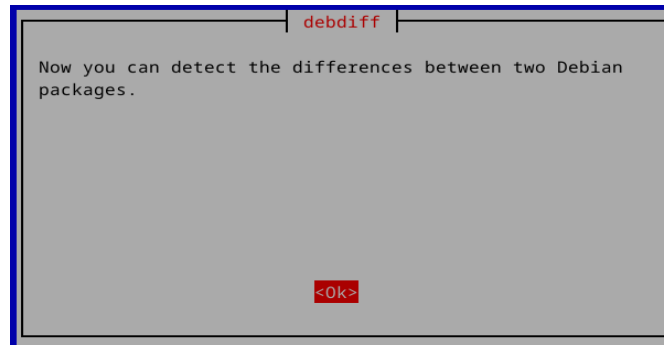 debdiff
Now you can detect the differences between two Debian
packages.
<Ok>